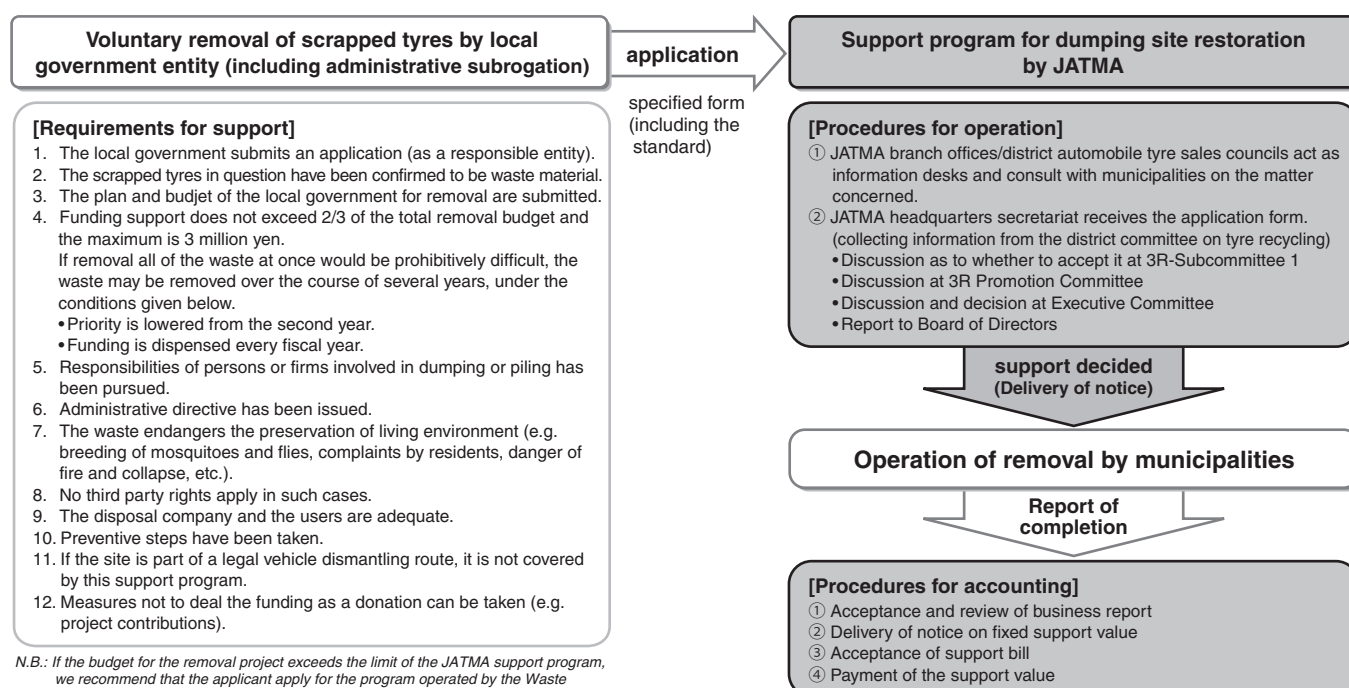 Voluntary removal of scrapped tyres by local
government entity (including administrative subrogation)
application
specified form
(including the
standard)
Support program for dumping site restoration
by JATMA
[Requirements for support]
1. The local government submits an application (as a responsible entity).
2. The scrapped tyres in question have been confirmed to be waste material.
3. The plan and budjet of the local government for removal are submitted.
4. Funding support does not exceed 2/3 of the total removal budget and
the maximum is 3 million yen.
If removal all of the waste at once would be prohibitively difficult, the
waste may be removed over the course of several years, under the
conditions given below.
•Priority is lowered from the second year.
•Funding is dispensed every fiscal year.
5. Responsibilities of persons or firms involved in dumping or piling has
been pursued.
6. Administrative directive has been issued.
7. The waste endangers the preservation of living environment (e.g.
breeding of mosquitoes and flies, complaints by residents, danger of
fire and collapse, etc.).
8. No third party rights apply in such cases.
9. The disposal company and the users are adequate.
10. Preventive steps have been taken.
11. If the site is part of a legal vehicle dismantling route, it is not covered
by this support program.
12. Measures not to deal the funding as a donation can be taken (e.g.
project contributions).
N.B.: If the budget for the removal project exceeds the limit of the JATMA support program,
we recommend that the applicant apply for the program operated by the Waste
[Procedures for operation]
① JATMA branch offices/district automobile tyre sales councils act as
information desks and consult with municipalities on the matter
concerned.
② JATMA headquarters secretariat receives the application form.
(collecting information from the district committee on tyre recycling)
•Discussion as to whether to accept it at 3R-Subcommittee 1
•Discussion at 3R Promotion Committee
•Discussion and decision at Executive Committee
•Report to Board of Directors
support decided
(Delivery of notice)
Operation of removal by municipalities
Report of
completion
[Procedures for accounting]
① Acceptance and review of business report
② Delivery of notice on fixed support value
③ Acceptance of support bill
④ Payment of the support value